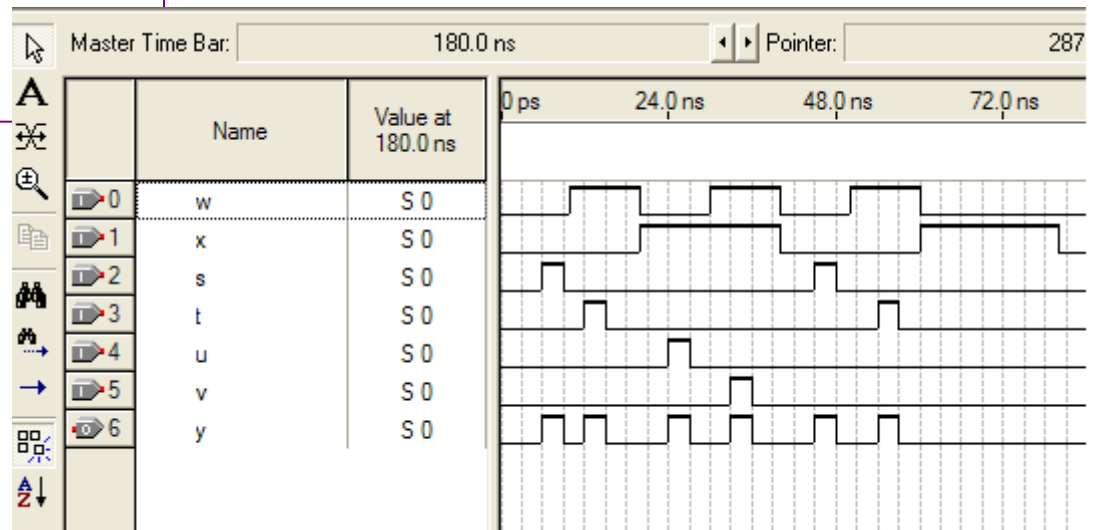 Master Time Bar: 180.0 ns Pointer: 287
Name Value at 180.0 ns 0 ps 24.0 ns 48.0 ns 72.0 ns
0 w S 0
1 x S 0
2 s S 0
3 t S 0
4 u S 0
5 v S 0
6 y S 0
A
A
Z